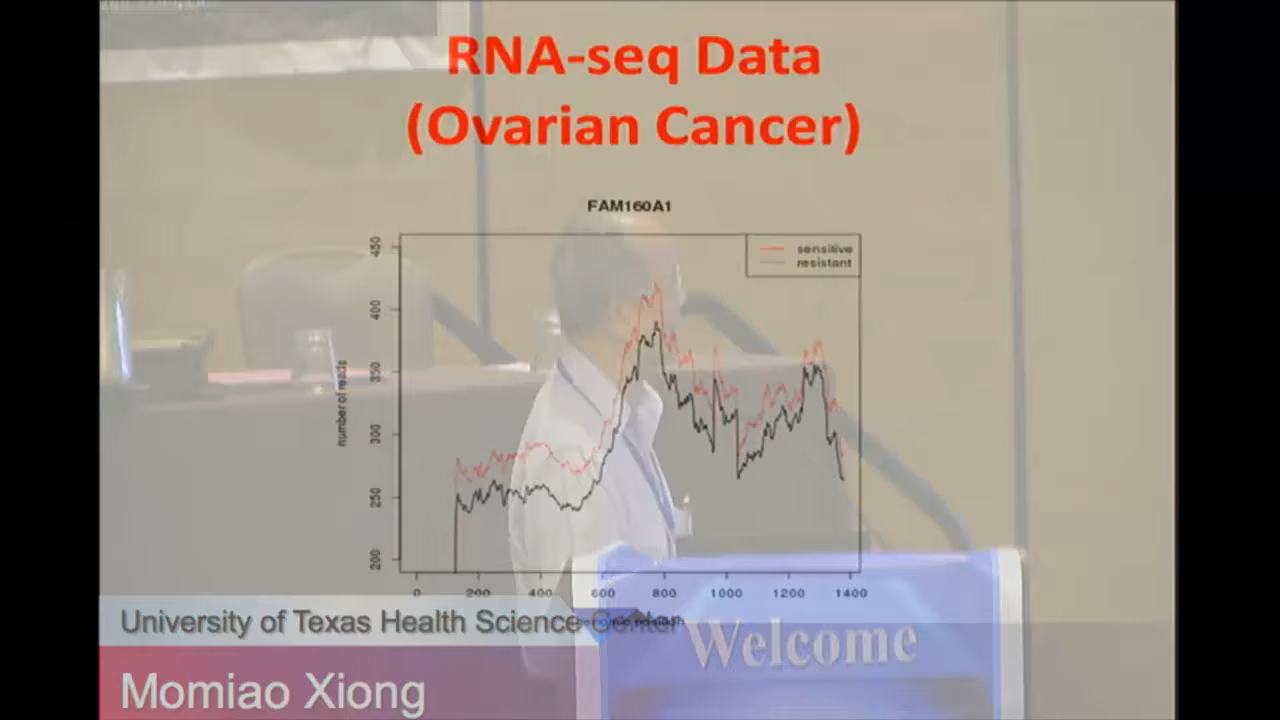 RNA-seq Data
(Ovarian Cancer)
FAM160A1
sensitive
resistant
450
400
350
300
250
200
number of reads
0 200 400 600 800 1000 1200 1400
University of Texas Health Science Center
Welcome
Momiao Xiong